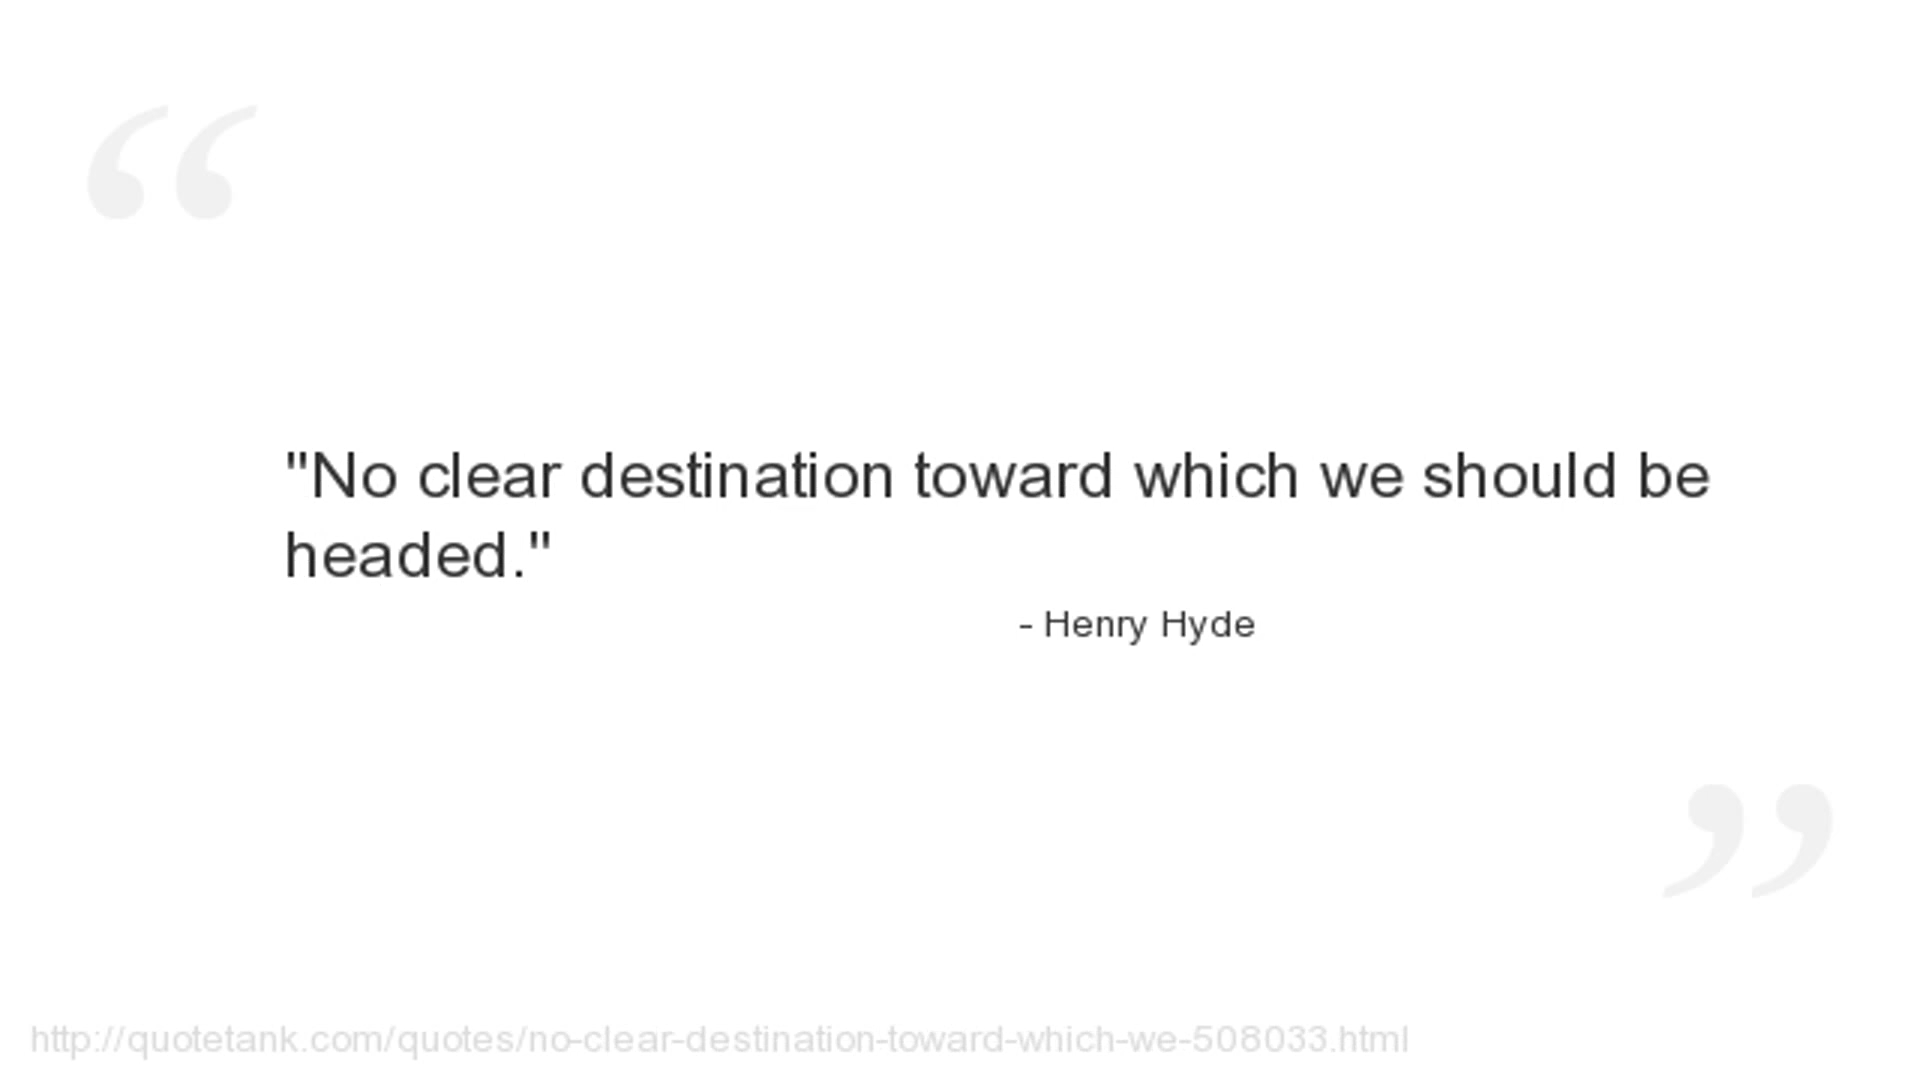 "No clear destination toward which we should be
headed."
- Henry Hyde
http://quotetank.com/quotes/no-clear-destination-toward-which-we-508033.html